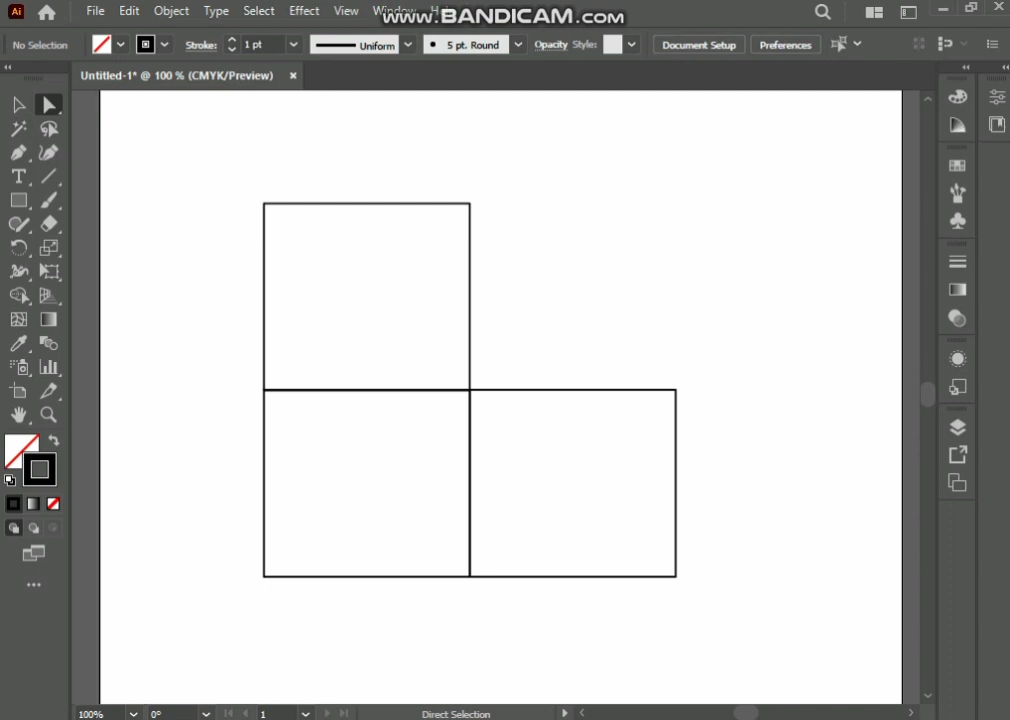 Ai File Edit Object Type Select Effect View Window
www.BANDICAM.com
No Selection Stroke: 1 pt Uniform 5 pt. Round Opacity Style: Document Setup Preferences
Untitled-1* @ 100 % (CMYK/Preview) ×
T
100% 0° 1 Direct Selection